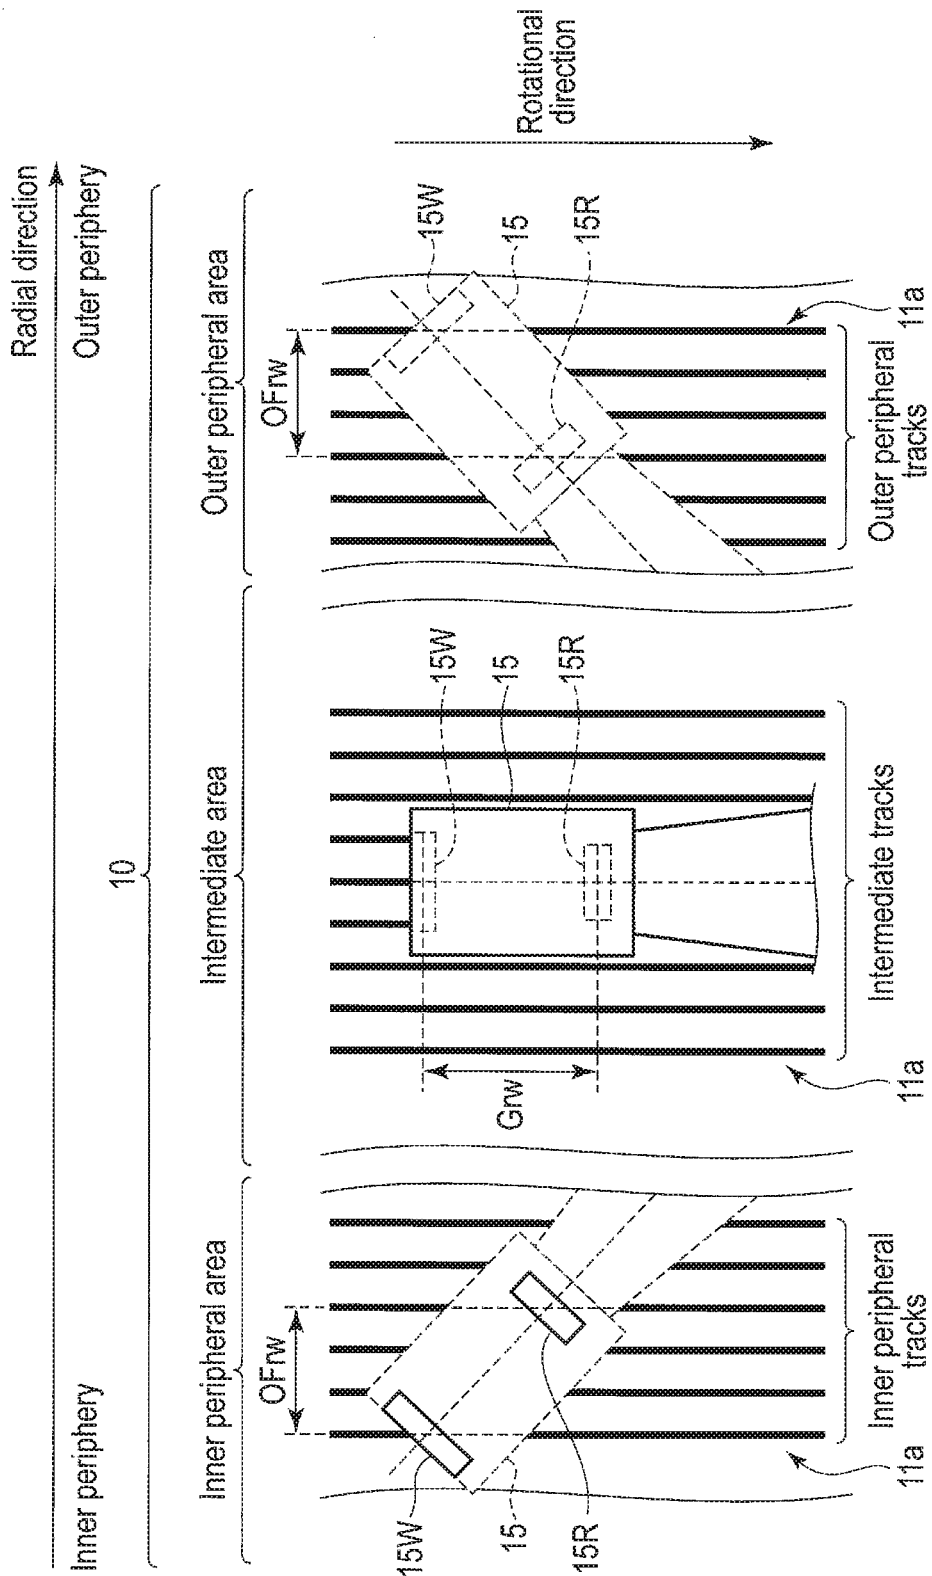 Radial direction
Inner periphery
Outer periphery
10
Inner peripheral area
Intermediate area
Outer peripheral area
OFrw
OFrw
Rotational
direction
15W
15
15R
Grw
15W
15
15R
15W
15
15R
11a
Inner peripheral
tracks
11a
Intermediate tracks
Outer peripheral
tracks
11a